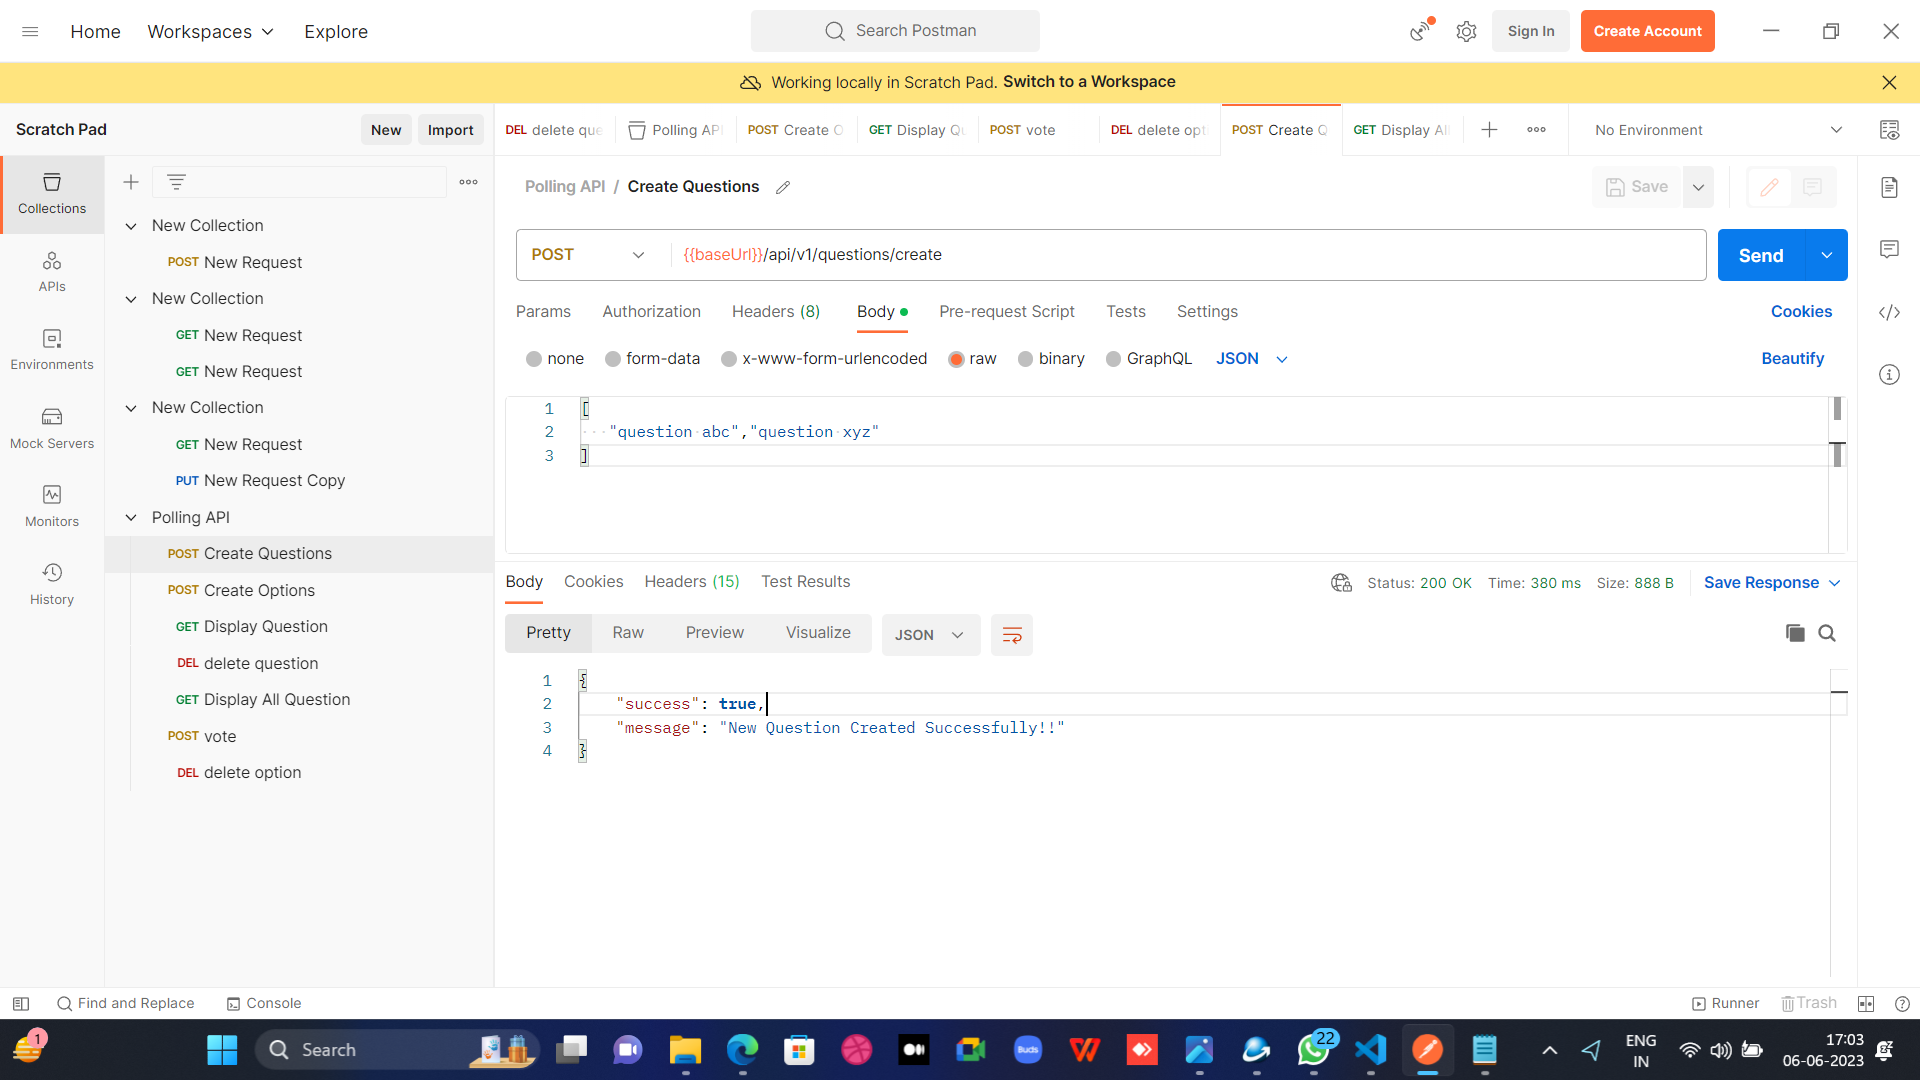 Home Workspaces Explore Search Postman Sign In Create Account
Working locally in Scratch Pad. Switch to a Workspace
Scratch Pad New Import
DEL delete que POST Create O GET Display Qu POST vote DEL delete opt POST Create Q GET Display All No Environment
Polling API
Collections
APIs
Environments
Mock Servers
Monitors
History
New Collection
POST New Request
New Collection
GET New Request
GET New Request
New Collection
GET New Request
PUT New Request Copy
Polling API
POST Create Questions
POST Create Options
GET Display Question
DEL delete question
GET Display All Question
POST vote
DEL delete option
Polling API / Create Questions Save
POST {{baseUrl}}/api/v1/questions/create Send
Params Authorization Headers (8) Body Pre-request Script Tests Settings Cookies
none form-data x-www-form-urlencoded raw binary GraphQL JSON Beautify
1 [
2 "question abc","question xyz"
3 ]
Body Cookies Headers (15) Test Results Status: 200 OK Time: 380 ms Size: 888 B Save Response
Pretty Raw Preview Visualize JSON
1 {
2 "success": true,
3 "message": "New Question Created Successfully!!"
4 }
Find and Replace Console Runner Trash
1 Search Buds 22 ENG 17:03
IN 06-06-2023